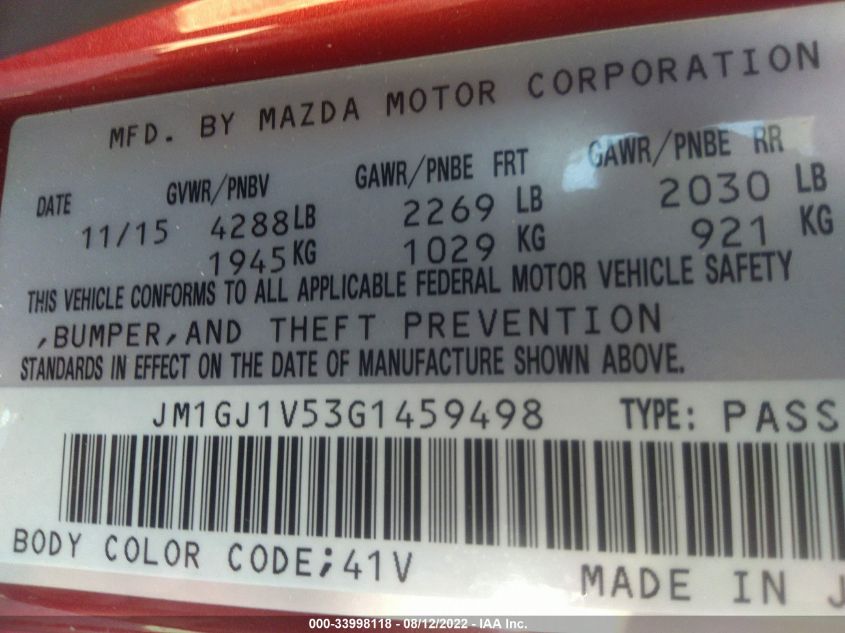 MFD. BY MAZDA MOTOR CORPORATION
DATE GVWR/PNBV GAWR/PNBE FRT GAWR/PNBE RR
11/15 4288LB 2269 LB 2030 LB
1945KG 1029 KG 921 KG
THIS VEHICLE CONFORMS TO ALL APPLICABLE FEDERAL MOTOR VEHICLE SAFETY
,BUMPER,AND THEFT PREVENTION
STANDARDS IN EFFECT ON THE DATE OF MANUFACTURE SHOWN ABOVE.
JM1GJ1V53G1459498 TYPE: PASS
BODY COLOR CODE;41V
MADE IN J
000-33998118 - 08/12/2022 - IAA Inc.